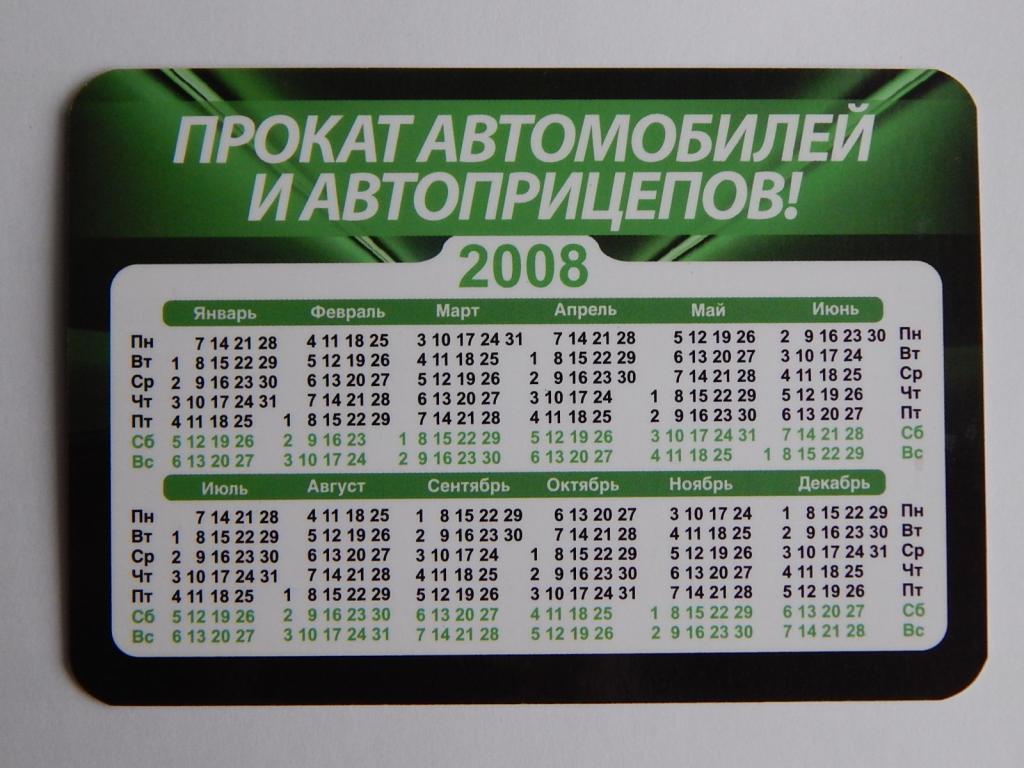 ПРОКАТ АВТОМОБИЛЕЙ
И АВТОПРИЦЕПОВ!
2008
Январь Февраль Март Апрель Май Июнь
Пн 7 14 21 28 4 11 18 25 3 10 17 24 31 7 14 21 28 5 12 19 26 2 9 16 23 30 Пн
Вт 1 8 15 22 29 5 12 19 26 4 11 18 25 1 8 15 22 29 6 13 20 27 3 10 17 24 Вт
Ср 2 9 16 23 30 6 13 20 27 5 12 19 26 2 9 16 23 30 7 14 21 28 4 11 18 25 Ср
Чт 3 10 17 24 31 7 14 21 28 6 13 20 27 3 10 17 24 1 8 15 22 29 5 12 19 26 Чт
Пт 4 11 18 25 1 8 15 22 29 7 14 21 28 4 11 18 25 2 9 16 23 30 6 13 20 27 Пт
Сб 5 12 19 26 2 9 16 23 1 8 15 22 29 5 12 19 26 3 10 17 24 31 7 14 21 28 Сб
Вс 6 13 20 27 3 10 17 24 2 9 16 23 30 6 13 20 27 4 11 18 25 1 8 15 22 29 Вс
Июль Август Сентябрь Октябрь Ноябрь Декабрь
Пн 7 14 21 28 4 11 18 25 1 8 15 22 29 6 13 20 27 3 10 17 24 1 8 15 22 29 Пн
Вт 1 8 15 22 29 5 12 19 26 2 9 16 23 30 7 14 21 28 4 11 18 25 2 9 16 23 30 Вт
Ср 2 9 16 23 30 6 13 20 27 3 10 17 24 1 8 15 22 29 5 12 19 26 3 10 17 24 31 Ср
Чт 3 10 17 24 31 7 14 21 28 4 11 18 25 2 9 16 23 30 6 13 20 27 4 11 18 25 Чт
Пт 4 11 18 25 1 8 15 22 29 5 12 19 26 3 10 17 24 31 7 14 21 28 5 12 19 26 Пт
Сб 5 12 19 26 2 9 16 23 30 6 13 20 27 4 11 18 25 1 8 15 22 29 6 13 20 27 Сб
Вс 6 13 20 27 3 10 17 24 31 7 14 21 28 5 12 19 26 2 9 16 23 30 7 14 21 28 Вс